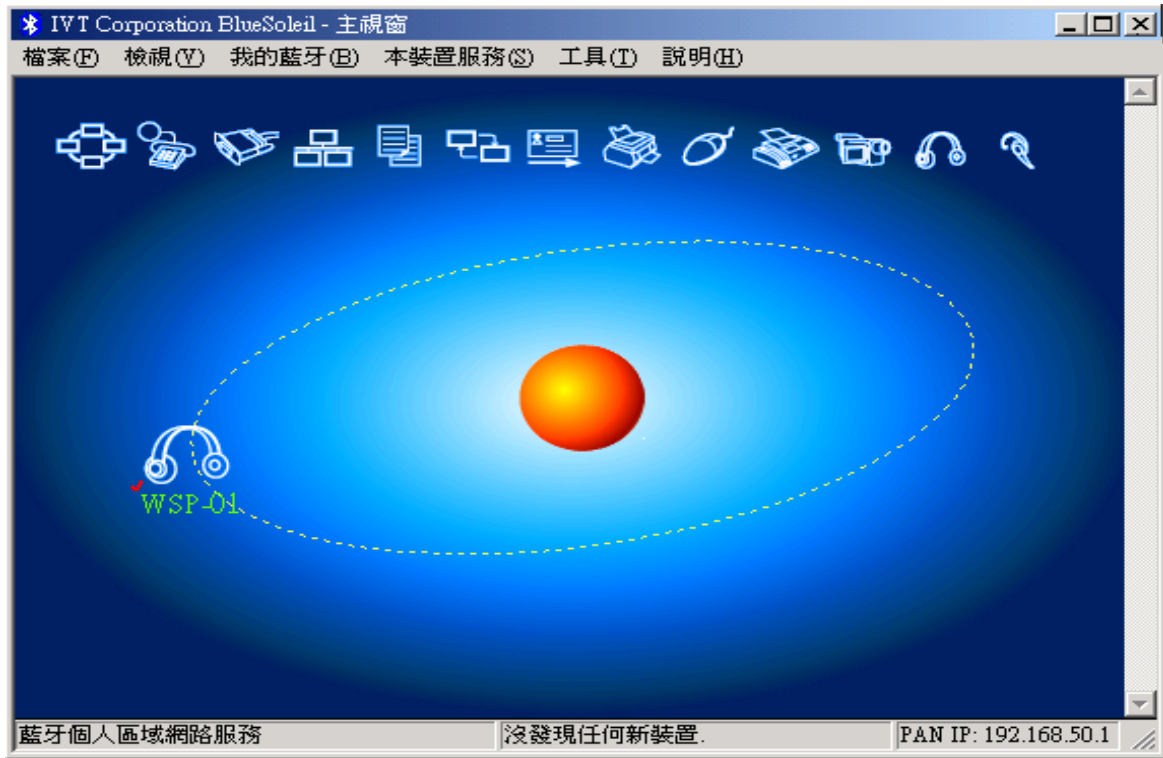 IVT Corporation BlueSoleil - 主視窗
檔案(F) 檢視(V) 我的藍牙(B) 本裝置服務(S) 工具(T) 說明(H)
WSP-01
藍牙個人區域網路服務 沒發現任何新裝置. PAN IP: 192.168.50.1